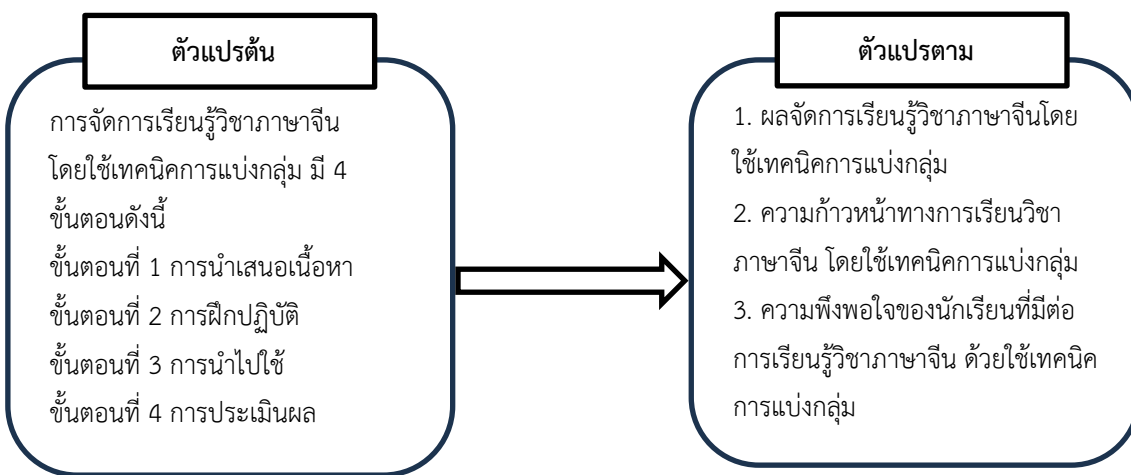 ตัวแปรต้น
การจัดการเรียนรู้วิชาภาษาจีน
โดยใช้เทคนิคการแบ่งกลุ่ม มี 4
ขั้นตอนดังนี้
ขั้นตอนที่ 1 การนำเสนอเนื้อหา
ขั้นตอนที่ 2 การฝึกปฏิบัติ
ขั้นตอนที่ 3 การนำไปใช้
ขั้นตอนที่ 4 การประเมินผล
ตัวแปรตาม
1. ผลจัดการเรียนรู้วิชาภาษาจีนโดย
ใช้เทคนิคการแบ่งกลุ่ม
2. ความก้าวหน้าทางการเรียนวิชา
ภาษาจีน โดยใช้เทคนิคการแบ่งกลุ่ม
3. ความพึงพอใจของนักเรียนที่มีต่อ
การเรียนรู้วิชาภาษาจีน ด้วยใช้เทคนิค
การแบ่งกลุ่ม